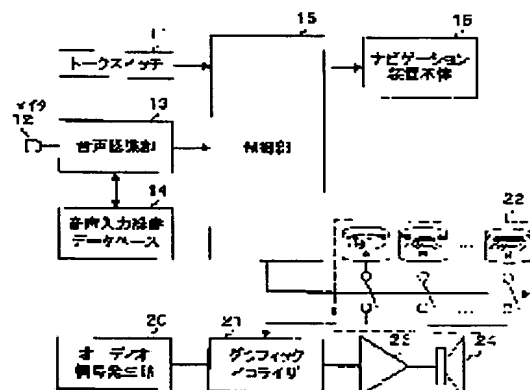 15
16
トークスイッチ
ナビゲーション
装置本体
マイク
12
13
音声認識部
制御部
14
音声入力辞書
データベース
22
...
...
20
21
23
24
オーディオ
信号発生部
グラフィック
イコライザ